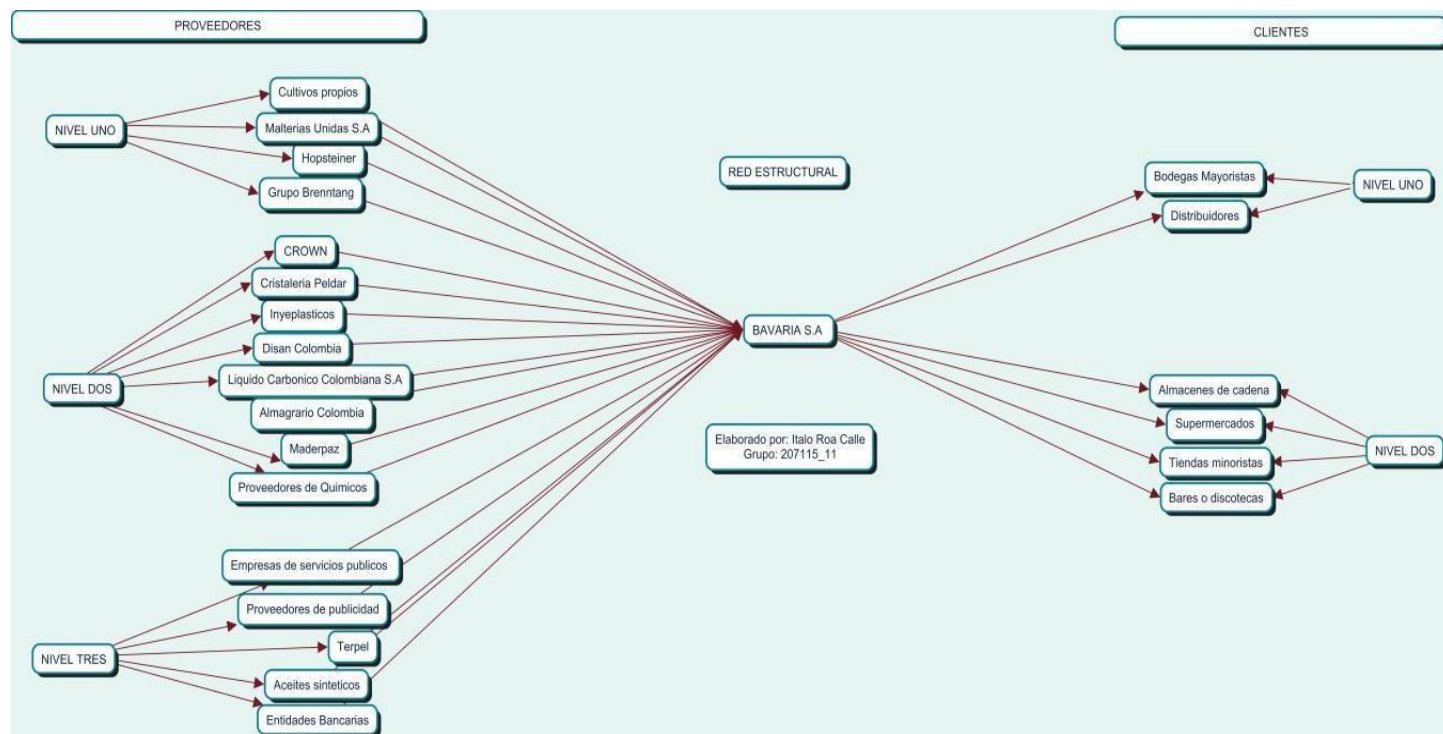 PROVEEDORES
CLIENTES
NIVEL UNO
Cultivos propios
Malterias Unidas S.A
Hopsteiner
Grupo Brenntang
NIVEL DOS
CROWN
Cristaleria Peldar
Inyeplasticos
Disan Colombia
Liquido Carbonico Colombiana S.A
Almagrario Colombia
Maderpaz
Proveedores de Quimicos
NIVEL TRES
Empresas de servicios publicos
Proveedores de publicidad
Terpel
Aceites sinteticos
Entidades Bancarias
RED ESTRUCTURAL
BAVARIA S.A
Elaborado por: Italo Roa Calle
Grupo: 207115_11
Bodegas Mayoristas
Distribuidores
NIVEL UNO
Almacenes de cadena
Supermercados
Tiendas minoristas
Bares o discotecas
NIVEL DOS